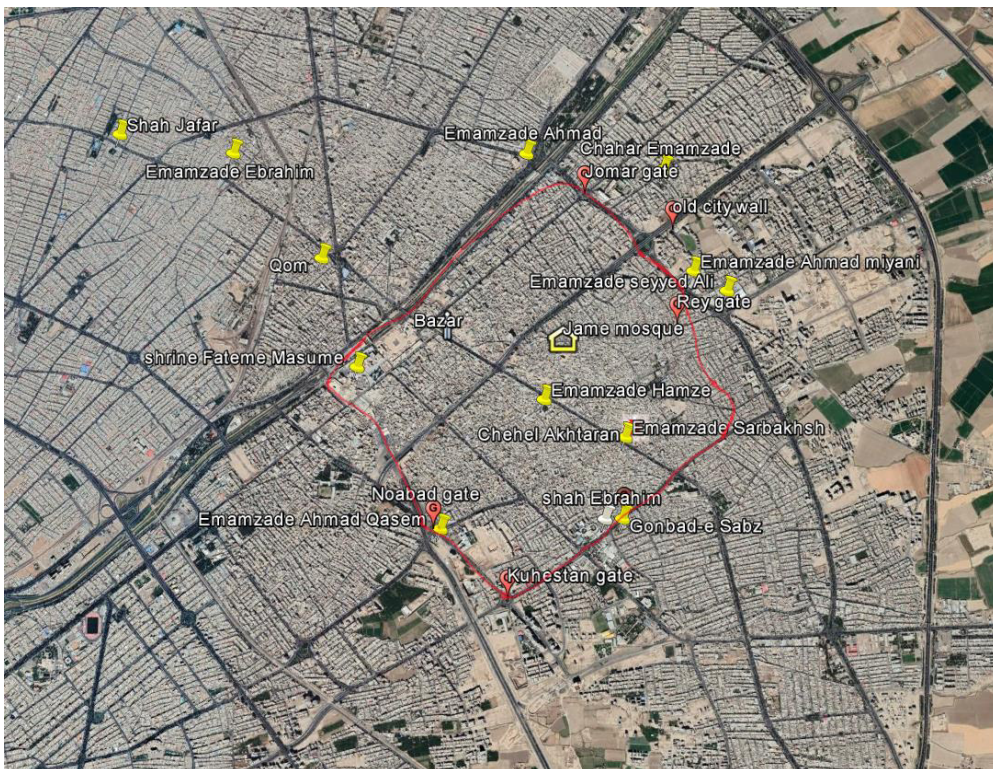 Shah Jafar
Emamzade Ahmad
Chahar Emamzade
Emamzade Ebrahim
Jomar gate
old city wall
Qom
Emamzade Ahmad miyani
Emamzade seyyed Ali
Rey gate
Bazar
Jame mosque
shrine Fateme Masume
Emamzade Hamze
Chehel Akhtaran
Emamzade Sarbakhsh
Noabad gate
shah Ebrahim
Emamzade Ahmad Qasem
Gonbad-e Sabz
Kuhestan gate
G